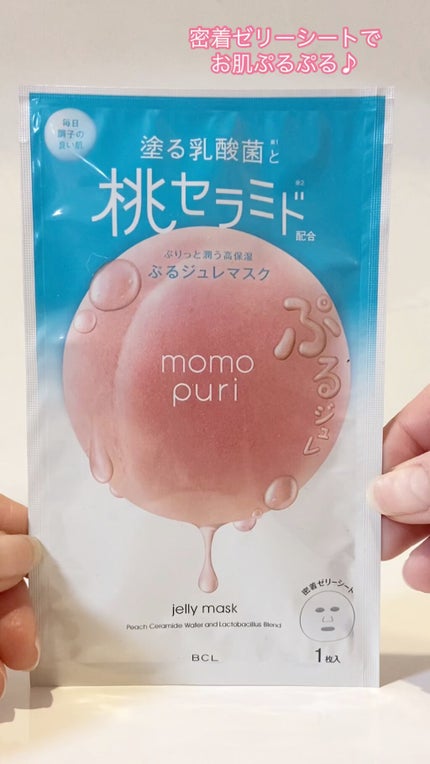 密着ゼリーシートで
お肌ぷるぷる♪
毎日
調子の
良い肌
塗る乳酸菌※1と
桃セラミド※2
配合
ぷりっと潤う高保湿
ぷるジュレマスク
ぷるジュレ
momo
puri
密着ゼリーシート
jelly mask
Peach Ceramide Water and Lactobacillus Blend
BCL
1枚入